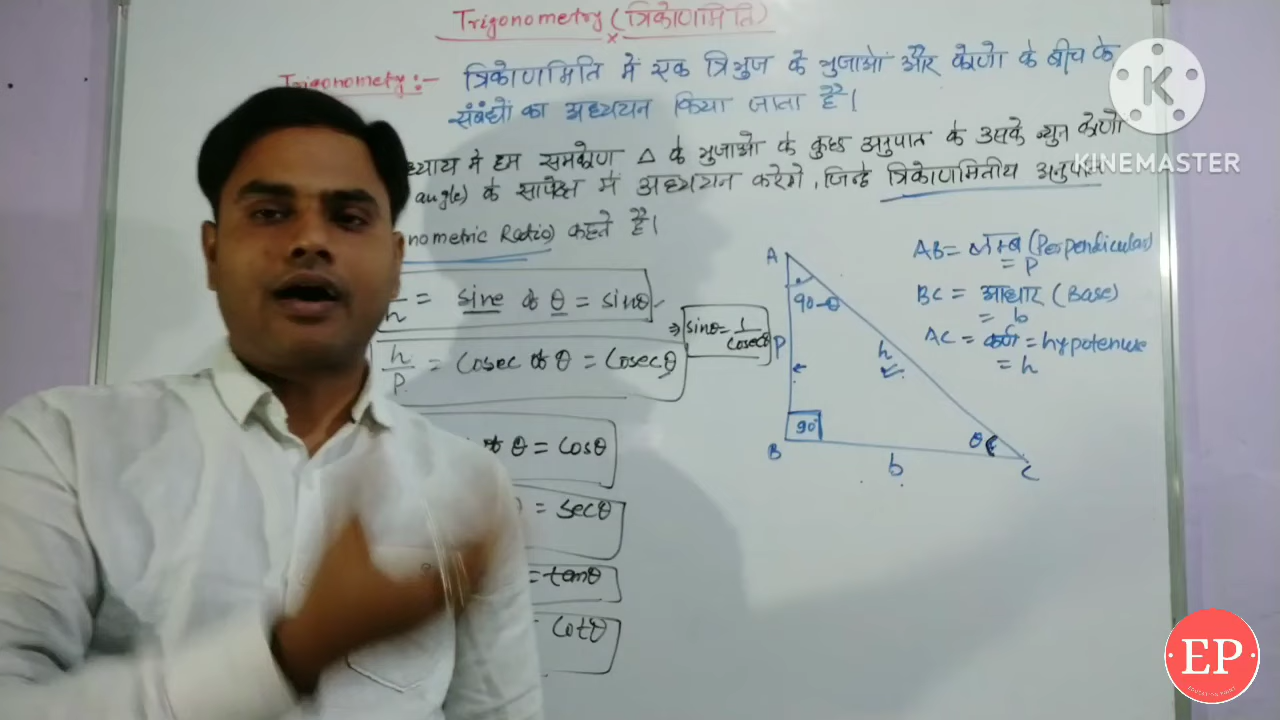 Trigonometry (त्रिकोणमिति)
Trigonometry :- त्रिकोणमिति में एक त्रिभुज के भुजाओं और कोणो के बीच के
संबंधों का अध्ययन किया जाता है।
ध्याय में हम समकोण Δ के भुजाओ के कुछ अनुपात के उसके न्युन कोणो
angle) के सापेक्ष में अध्ययन करेगे, जिन्हे त्रिकोणमितीय अनुपात
nometric Ratio) कहते है।
h = sine of θ = sinθ
⇒ sinθ = 1/cosecθ
h/P. = Cosec of θ = Cosecθ
θ = Cosθ
= secθ
= tanθ
= cotθ
A
90-θ
P
h
90°
B
b
θ
C
AB = लम्ब (Perpendicular)
= P
BC = आधार (Base)
= b
AC = कर्ण = hypotenuse
= h
K
KINEMASTER
EP